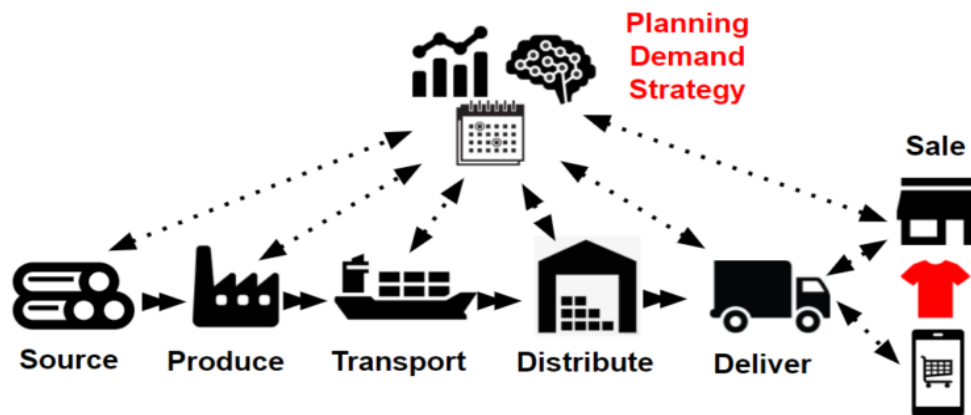 Planning
Demand
Strategy
Sale
Source
Produce
Transport
Distribute
Deliver